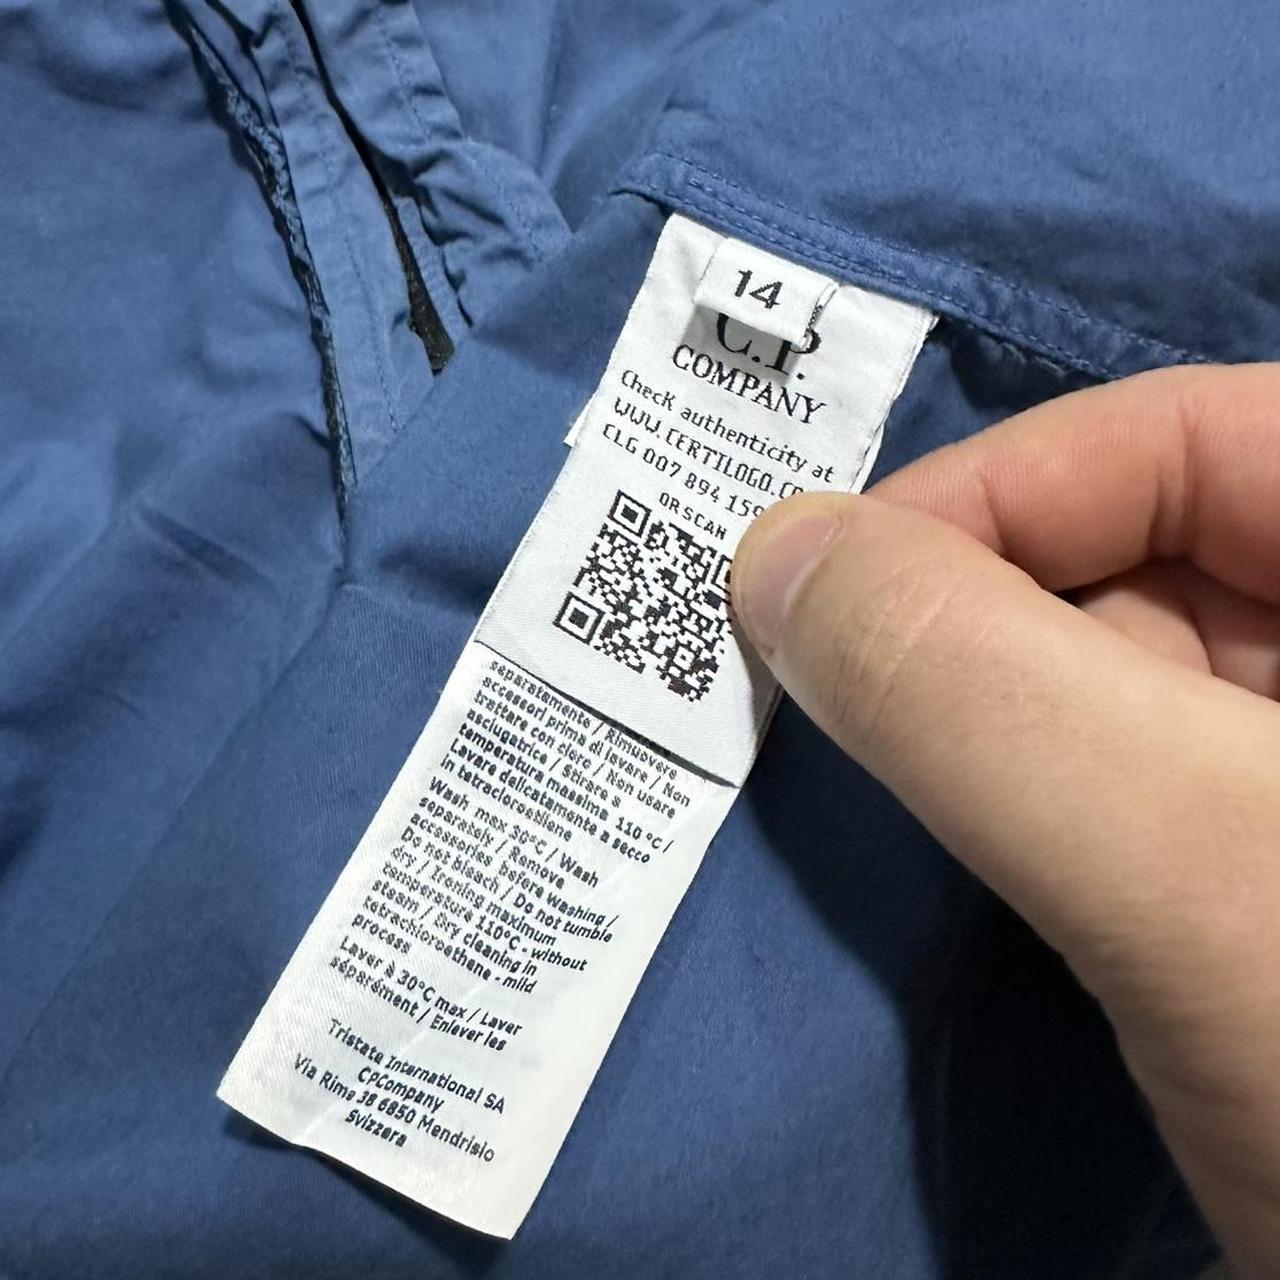 14
C.P.
COMPANY
Check authenticity at
WWW.CERTILOGO.CO
CLG 007 894 159
OR SCAN
separatamente / Rimuovere
accessori prima di lavare / Non
trattare con cloro / Non usare
asciugatrice / Stirare a
temperatura massima 110 °C /
Lavare delicatamente a secco
in tetracloroetilene
Wash max 30°C / Wash
separately / Remove
accessories before washing /
Do not bleach / Do not tumble
dry / Ironing maximum
temperature 110°C - without
steam / Dry cleaning in
tetrachloroethene - mild
process
Laver à 30°C max / Laver
séparément / Enlever les
Tristate International SA
CPCompany
Via Rime 38 6850 Mendrisio
Svizzera